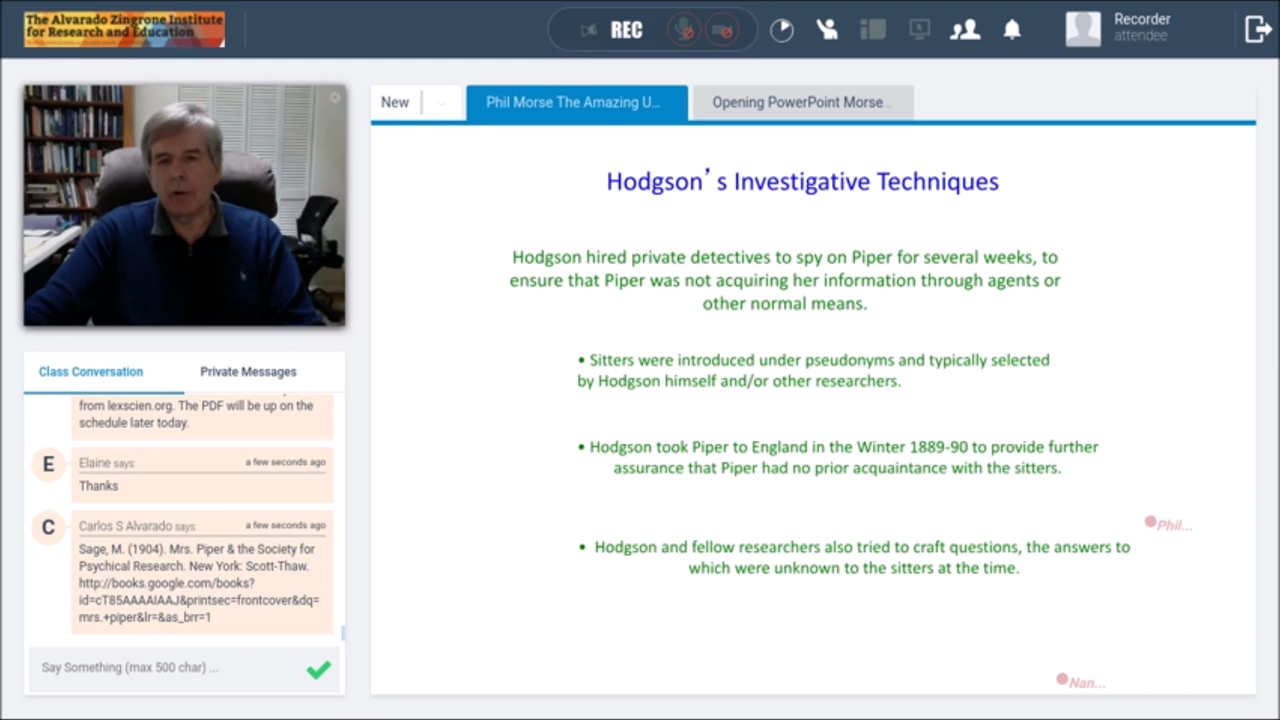 The Alvarado Zingrone Institute
for Research and Education
REC
Recorder
attendee
New
Phil Morse The Amazing U...
Opening PowerPoint Morse...
Class Conversation
Private Messages
from lexscien.org. The PDF will be up on the
schedule later today.
E
Elaine says:
a few seconds ago
Thanks
C
Carlos S Alvarado says:
a few seconds ago
Sage, M. (1904). Mrs. Piper & the Society for
Psychical Research. New York: Scott-Thaw.
http://books.google.com/books?
id=cT85AAAAIAAJ&printsec=frontcover&dq=
mrs.+piper&lr=&as_brr=1
Say Something (max 500 char) ...
Hodgson's Investigative Techniques
Hodgson hired private detectives to spy on Piper for several weeks, to
ensure that Piper was not acquiring her information through agents or
other normal means.
• Sitters were introduced under pseudonyms and typically selected
by Hodgson himself and/or other researchers.
• Hodgson took Piper to England in the Winter 1889-90 to provide further
assurance that Piper had no prior acquaintance with the sitters.
Phil...
• Hodgson and fellow researchers also tried to craft questions, the answers to
which were unknown to the sitters at the time.
Nan...